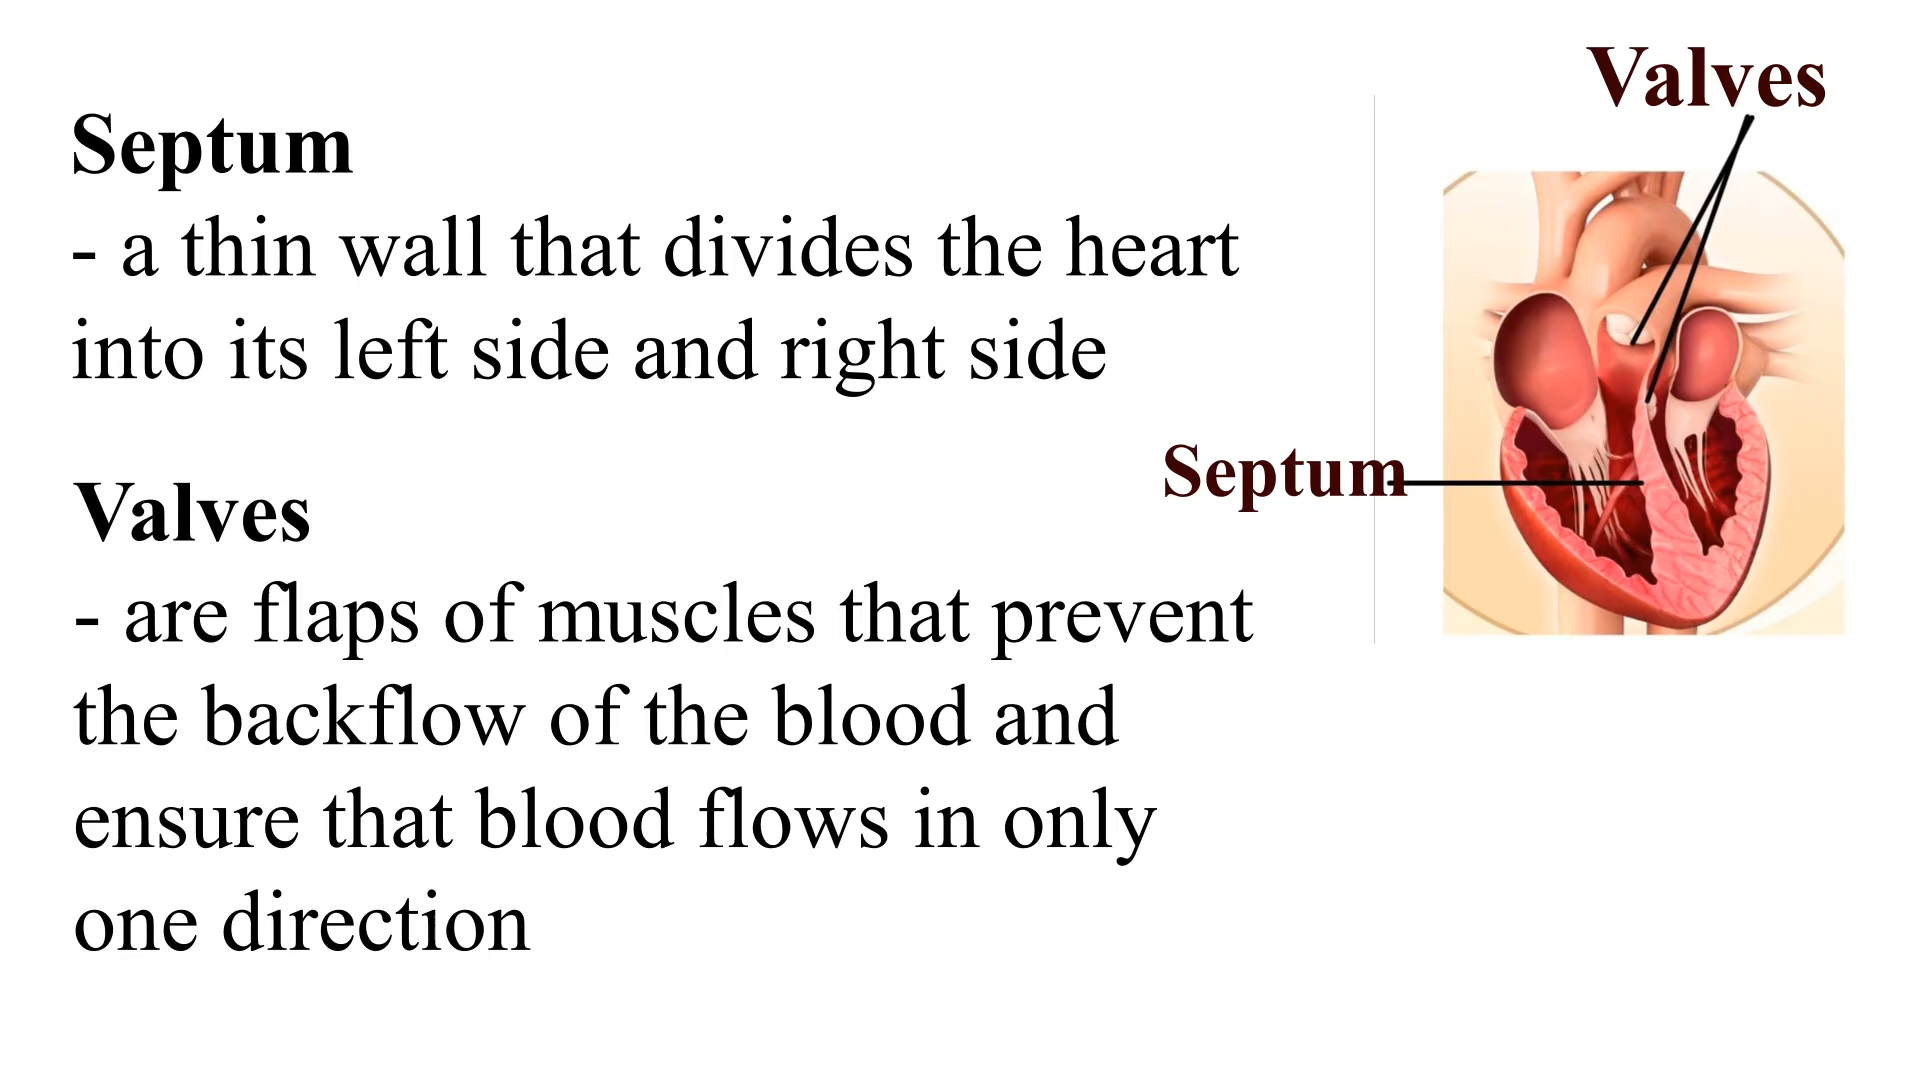 Septum
- a thin wall that divides the heart
into its left side and right side
Valves
- are flaps of muscles that prevent
the backflow of the blood and
ensure that blood flows in only
one direction
Valves
Septum